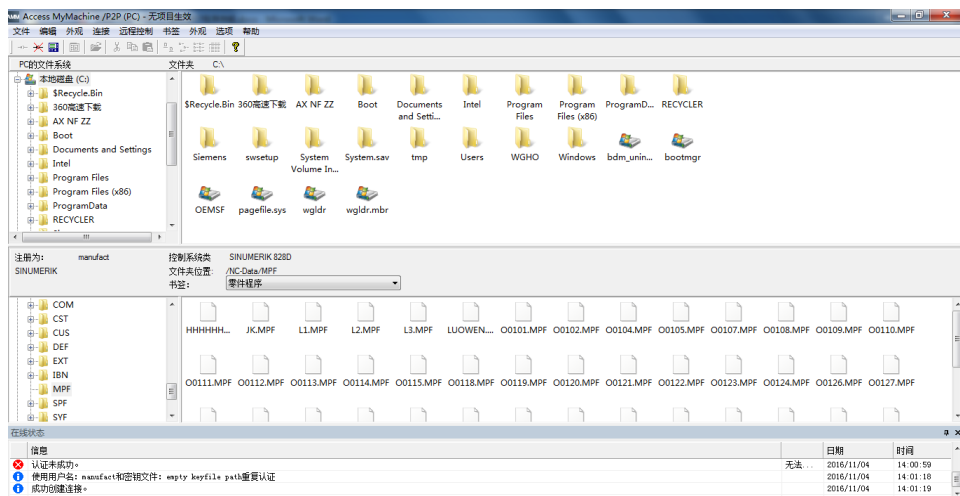 Access MyMachine /P2P (PC) - 无项目生效
文件 编辑 外观 连接 远程控制 书签 外观 选项 帮助
PC的文件系统 文件夹 C:\
本地磁盘 (C:)
$Recycle.Bin
360高速下载
AX NF ZZ
Boot
Documents and Settings
Intel
Program Files
Program Files (x86)
ProgramData
RECYCLER
$Recycle.Bin 360高速下载 AX NF ZZ Boot Documents and Setti... Intel Program Files Program Files (x86) ProgramD... RECYCLER
Siemens swsetup System Volume In... System.sav tmp Users WGHO Windows bdm_unin... bootmgr
OEMSF pagefile.sys wgldr wgldr.mbr
注册为: manufact 控制系统类 SINUMERIK 828D
SINUMERIK 文件夹位置: /NC-Data/MPF
书签: 零件程序
COM
CST
CUS
DEF
EXT
IBN
MPF
SPF
SYF
HHHHHH... JK.MPF L1.MPF L2.MPF L3.MPF LUOWEN.... O0101.MPF O0102.MPF O0104.MPF O0105.MPF O0107.MPF O0108.MPF O0109.MPF O0110.MPF
O0111.MPF O0112.MPF O0113.MPF O0114.MPF O0115.MPF O0118.MPF O0119.MPF O0120.MPF O0121.MPF O0122.MPF O0123.MPF O0124.MPF O0126.MPF O0127.MPF
在线状态
信息 日期 时间
认证未成功。 无法... 2016/11/04 14:00:59
使用用户名: manufact和密钥文件: empty keyfile path重复认证 2016/11/04 14:01:18
成功创建连接。 2016/11/04 14:01:19